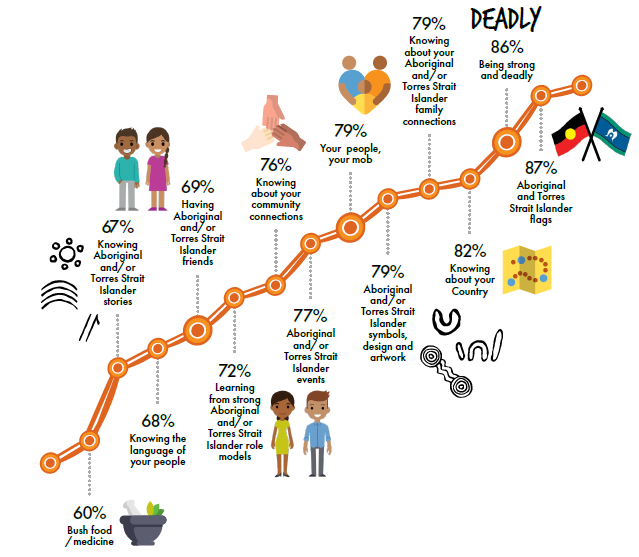 DEADLY
79%
Knowing
about your
Aboriginal
and/or
Torres Strait
Islander
family
connections
86%
Being strong
and deadly
79%
Your people,
your mob
76%
Knowing
about your
community
connections
69%
Having
Aboriginal
and/or
Torres Strait
Islander
friends
67%
Knowing
Aboriginal
and/or
Torres Strait
Islander
stories
87%
Aboriginal
and Torres
Strait Islander
flags
82%
Knowing
about your
Country
79%
Aboriginal
and/or
Torres Strait
Islander
symbols,
design and
artwork
77%
Aboriginal
and/or
Torres Strait
Islander
events
72%
Learning
from strong
Aboriginal
and/or
Torres Strait
Islander role
models
68%
Knowing the
language of
your people
60%
Bush food
/medicine